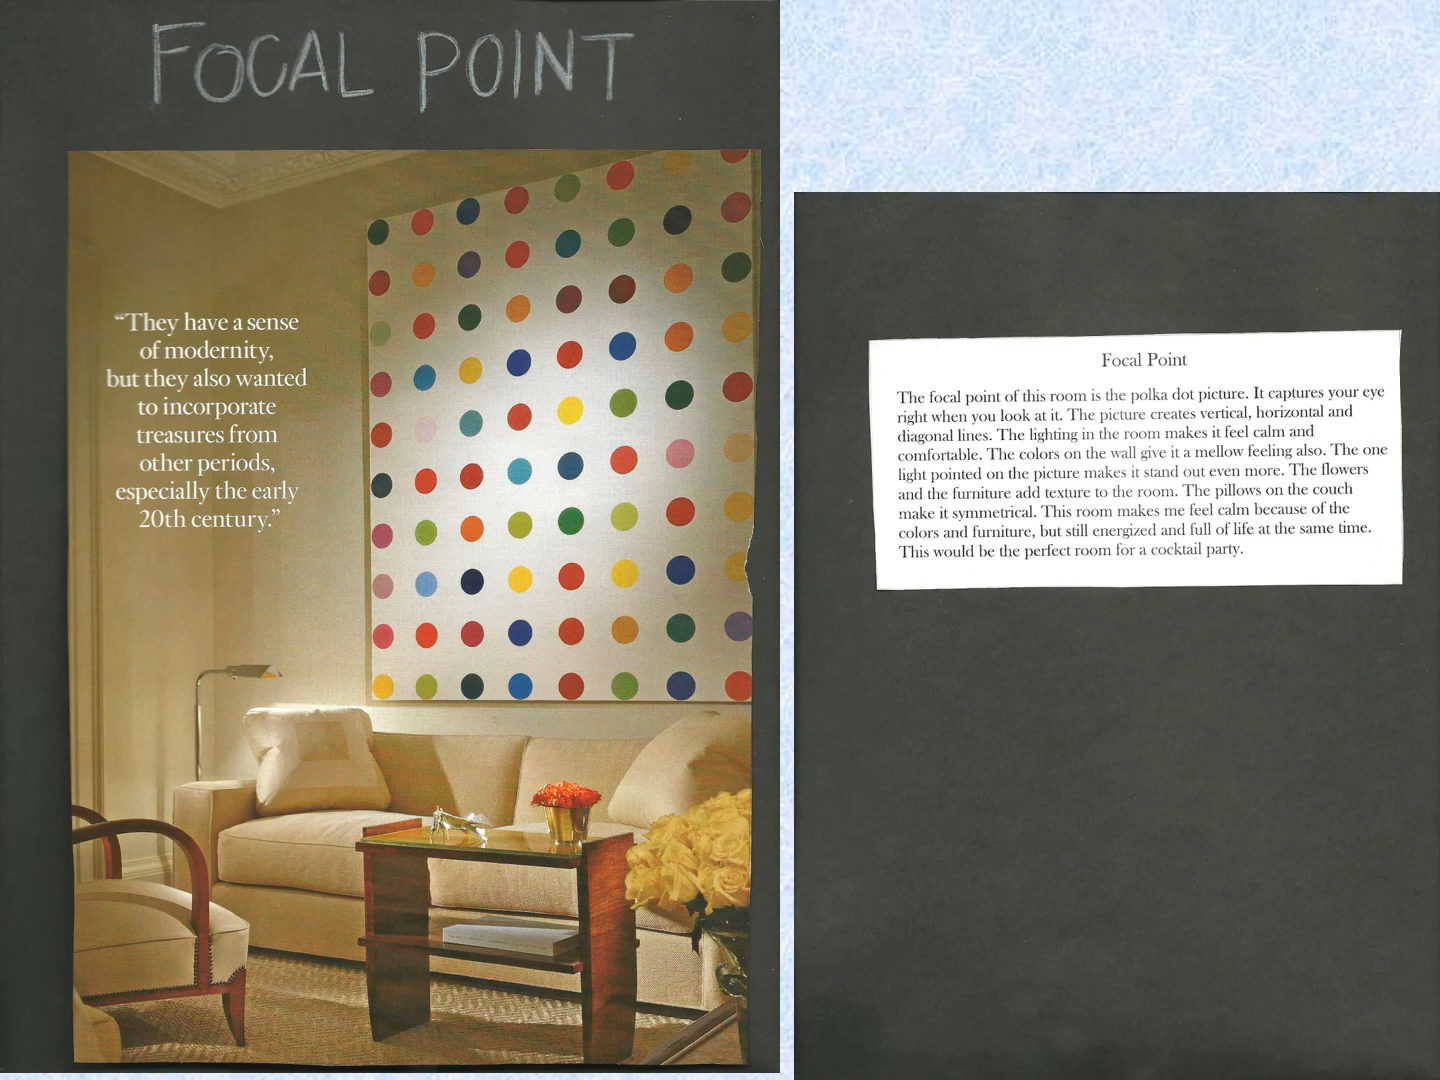 FOCAL POINT
“They have a sense
of modernity,
but they also wanted
to incorporate
treasures from
other periods,
especially the early
20th century.”
Focal Point
The focal point of this room is the polka dot picture. It captures your eye
right when you look at it. The picture creates vertical, horizontal and
diagonal lines. The lighting in the room makes it feel calm and
comfortable. The colors on the wall give it a mellow feeling also. The one
light pointed on the picture makes it stand out even more. The flowers
and the furniture add texture to the room. The pillows on the couch
make it symmetrical. This room makes me feel calm because of the
colors and furniture, but still energized and full of life at the same time.
This would be the perfect room for a cocktail party.